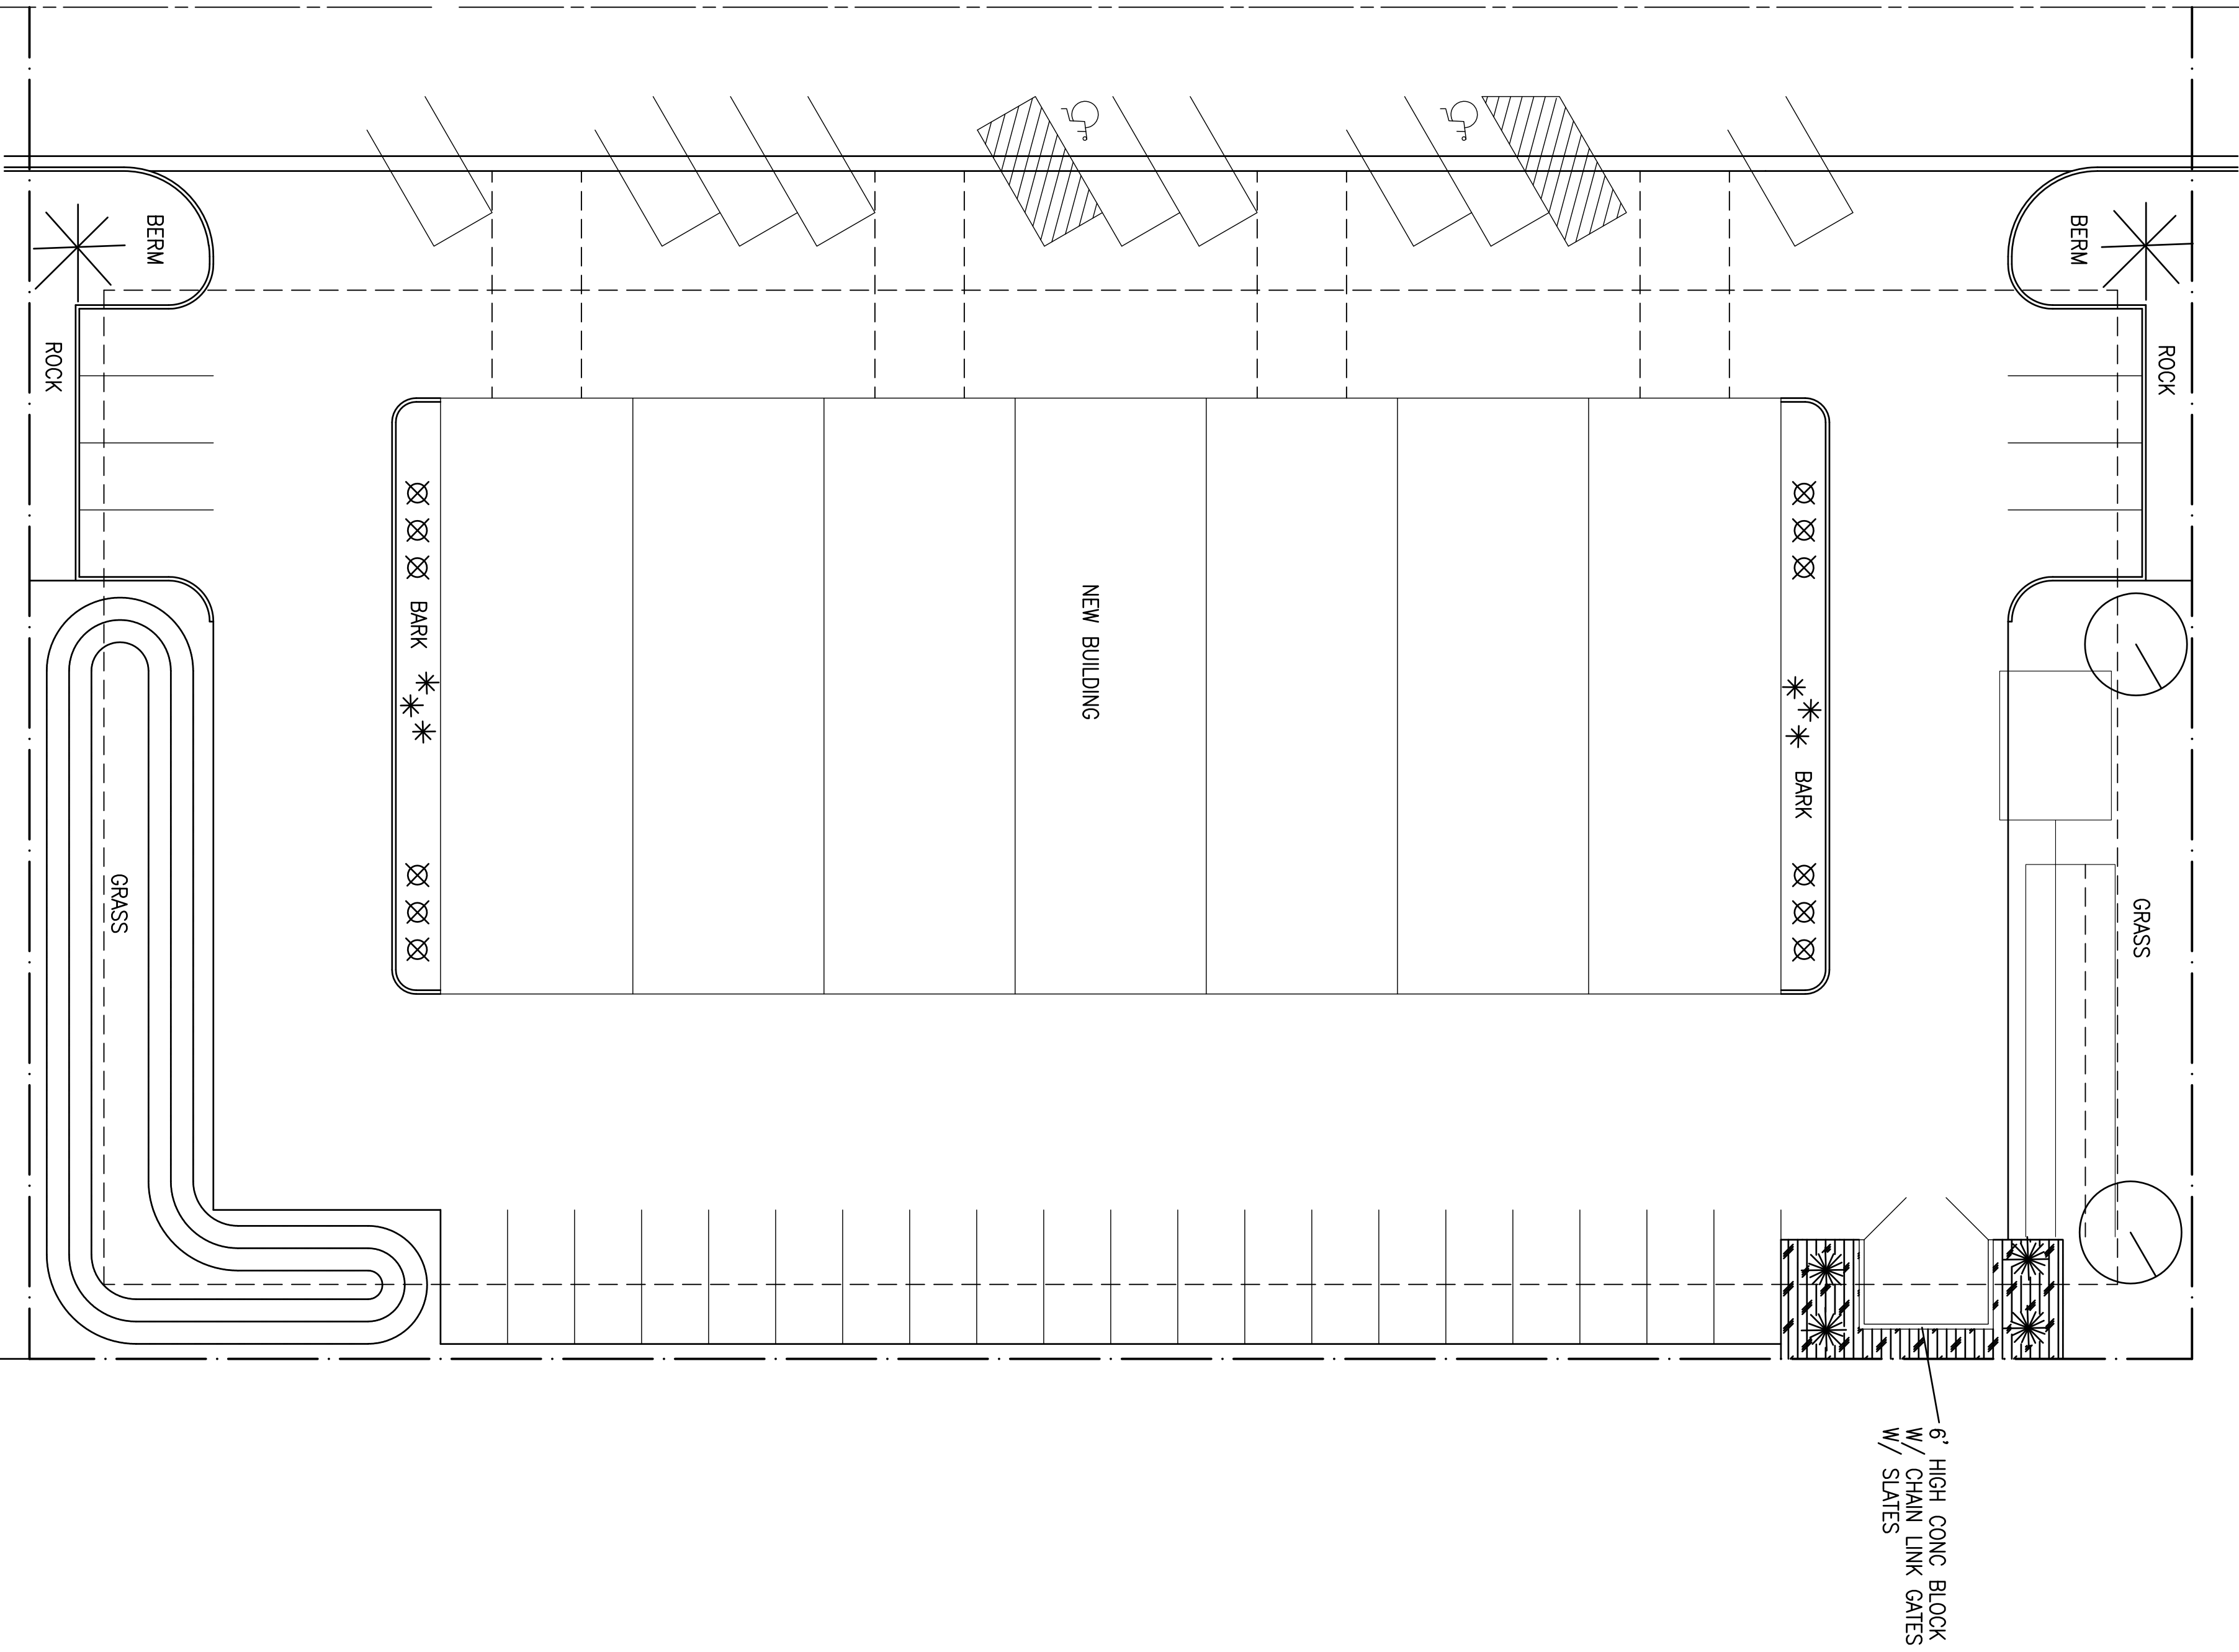 BERM
BERM
ROCK
ROCK
BARK
NEW BUILDING
BARK
GRASS
GRASS
6' HIGH CONC BLOCK
W/ CHAIN LINK GATES
W/ SLATES